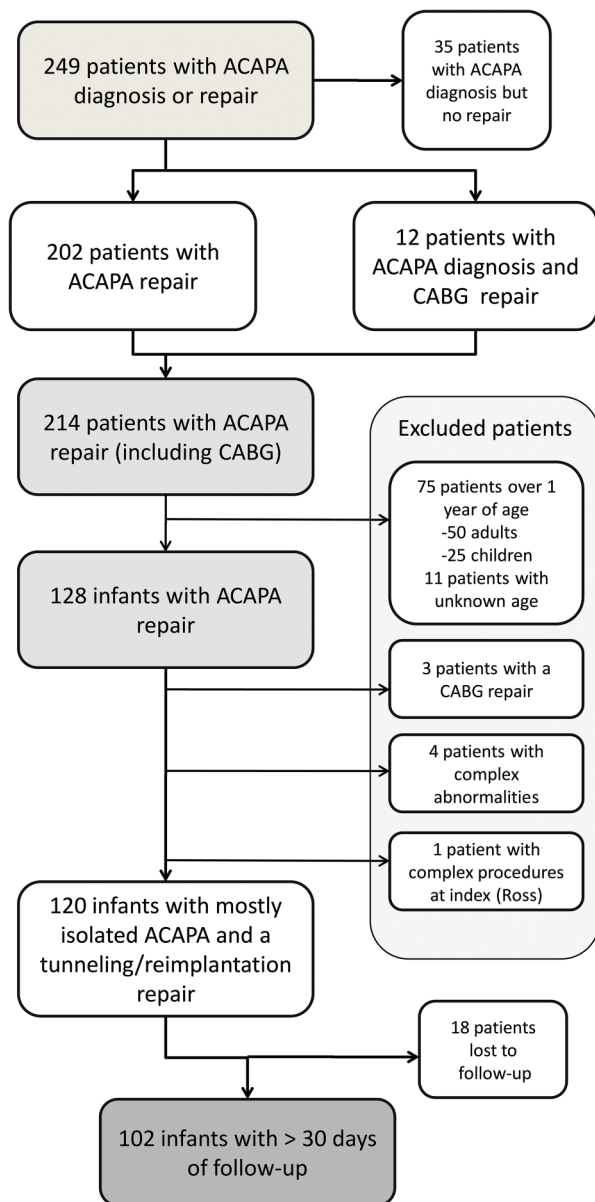 249 patients with ACAPA
diagnosis or repair
35 patients
with ACAPA
diagnosis but
no repair
202 patients with
ACAPA repair
12 patients with
ACAPA diagnosis and
CABG repair
214 patients with ACAPA
repair (including CABG)
Excluded patients
75 patients over 1
year of age
-50 adults
-25 children
11 patients with
unknown age
128 infants with ACAPA
repair
3 patients with a
CABG repair
4 patients with
complex
abnormalities
1 patient with
complex procedures
at index (Ross)
120 infants with mostly
isolated ACAPA and a
tunneling/reimplantation
repair
18 patients
lost to
follow-up
102 infants with > 30 days
of follow-up